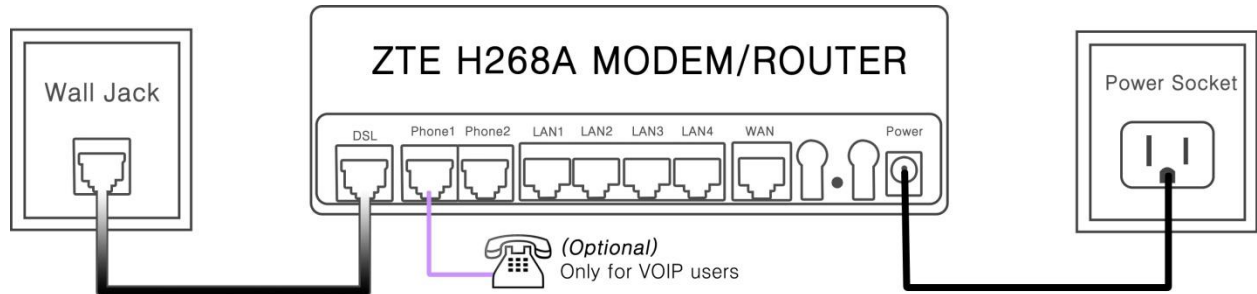 ZTE H268A MODEM/ROUTER
Wall Jack
Power Socket
DSL Phone1 Phone2 LAN1 LAN2 LAN3 LAN4 WAN Power
(Optional)
Only for VOIP users